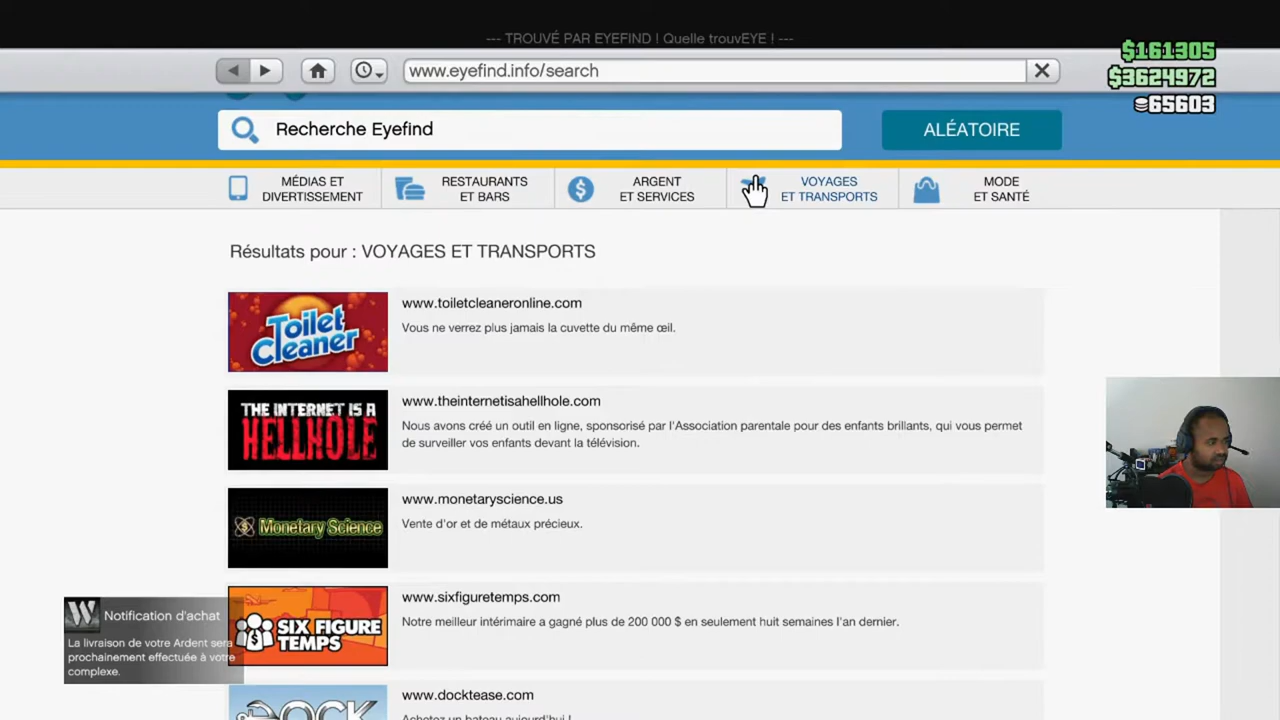 --- TROUVÉ PAR EYEFIND ! Quelle trouvEYE ! ---
$161305
www.eyefind.info/search
$3624972
65603
Recherche Eyefind
ALÉATOIRE
MÉDIAS ET
DIVERTISSEMENT
RESTAURANTS
ET BARS
ARGENT
ET SERVICES
VOYAGES
ET TRANSPORTS
MODE
ET SANTÉ
Résultats pour : VOYAGES ET TRANSPORTS
Toilet
Cleaner
www.toiletcleaneronline.com
Vous ne verrez plus jamais la cuvette du même œil.
THE INTERNET IS A
HELLHOLE
www.theinternetisahellhole.com
Nous avons créé un outil en ligne, sponsorisé par l'Association parentale pour des enfants brillants, qui vous permet
de surveiller vos enfants devant la télévision.
Monetary Science
www.monetaryscience.us
Vente d'or et de métaux précieux.
SIX FIGURE
TEMPS
www.sixfiguretemps.com
Notre meilleur intérimaire a gagné plus de 200 000 $ en seulement huit semaines l'an dernier.
W
Notification d'achat
La livraison de votre Ardent sera
prochainement effectuée à votre
complexe.
DOCK
www.docktease.com
Achetez un bateau aujourd'hui !